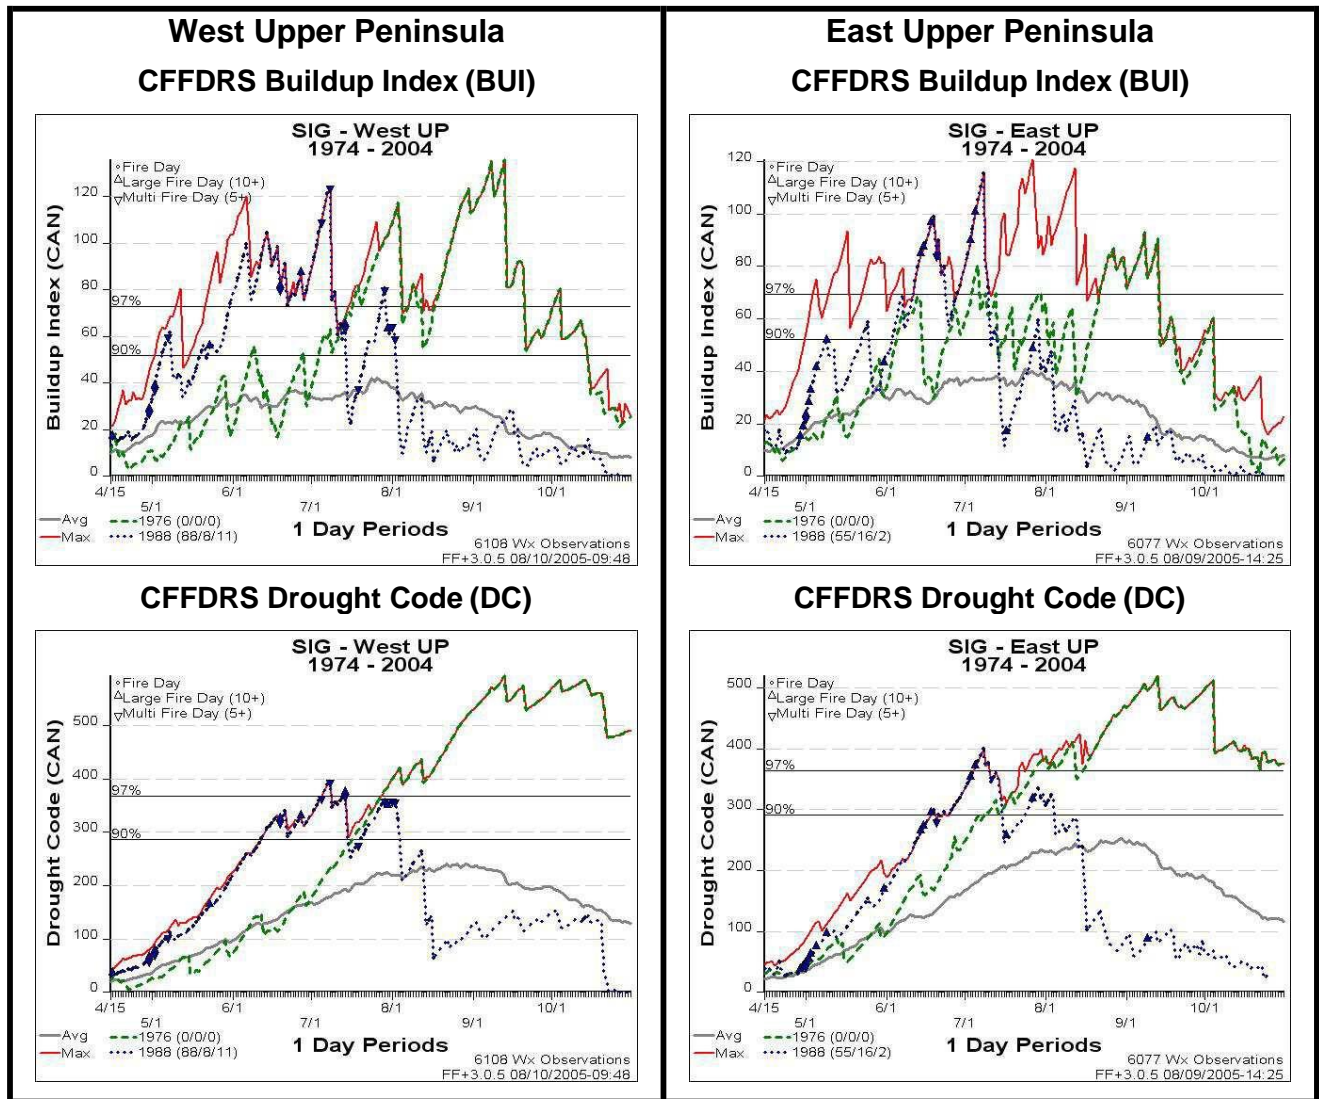 West Upper Peninsula
CFFDRS Buildup Index (BUI)
SIG - West UP
1974 - 2004
Fire Day
Large Fire Day (10+)
Multi Fire Day (5+)
Buildup Index (CAN)
120
100
80
60
40
20
0
97%
90%
4/15
5/1
6/1
7/1
8/1
9/1
10/1
1 Day Periods
Avg
Max
1976 (0/0/0)
1988 (88/8/11)
6108 Wx Observations
FF+3.0.5 08/10/2005-09:48
CFFDRS Drought Code (DC)
SIG - West UP
1974 - 2004
Fire Day
Large Fire Day (10+)
Multi Fire Day (5+)
Drought Code (CAN)
500
400
300
200
100
0
97%
90%
4/15
5/1
6/1
7/1
8/1
9/1
10/1
1 Day Periods
Avg
Max
1976 (0/0/0)
1988 (88/8/11)
6108 Wx Observations
FF+3.0.5 08/10/2005-09:48
East Upper Peninsula
CFFDRS Buildup Index (BUI)
SIG - East UP
1974 - 2004
Fire Day
Large Fire Day (10+)
Multi Fire Day (5+)
Buildup Index (CAN)
120
100
80
60
40
20
0
97%
90%
4/15
5/1
6/1
7/1
8/1
9/1
10/1
1 Day Periods
Avg
Max
1976 (0/0/0)
1988 (55/16/2)
6077 Wx Observations
FF+3.0.5 08/09/2005-14:25
CFFDRS Drought Code (DC)
SIG - East UP
1974 - 2004
Fire Day
Large Fire Day (10+)
Multi Fire Day (5+)
Drought Code (CAN)
500
400
300
200
100
0
97%
90%
4/15
5/1
6/1
7/1
8/1
9/1
10/1
1 Day Periods
Avg
Max
1976 (0/0/0)
1988 (55/16/2)
6077 Wx Observations
FF+3.0.5 08/09/2005-14:25